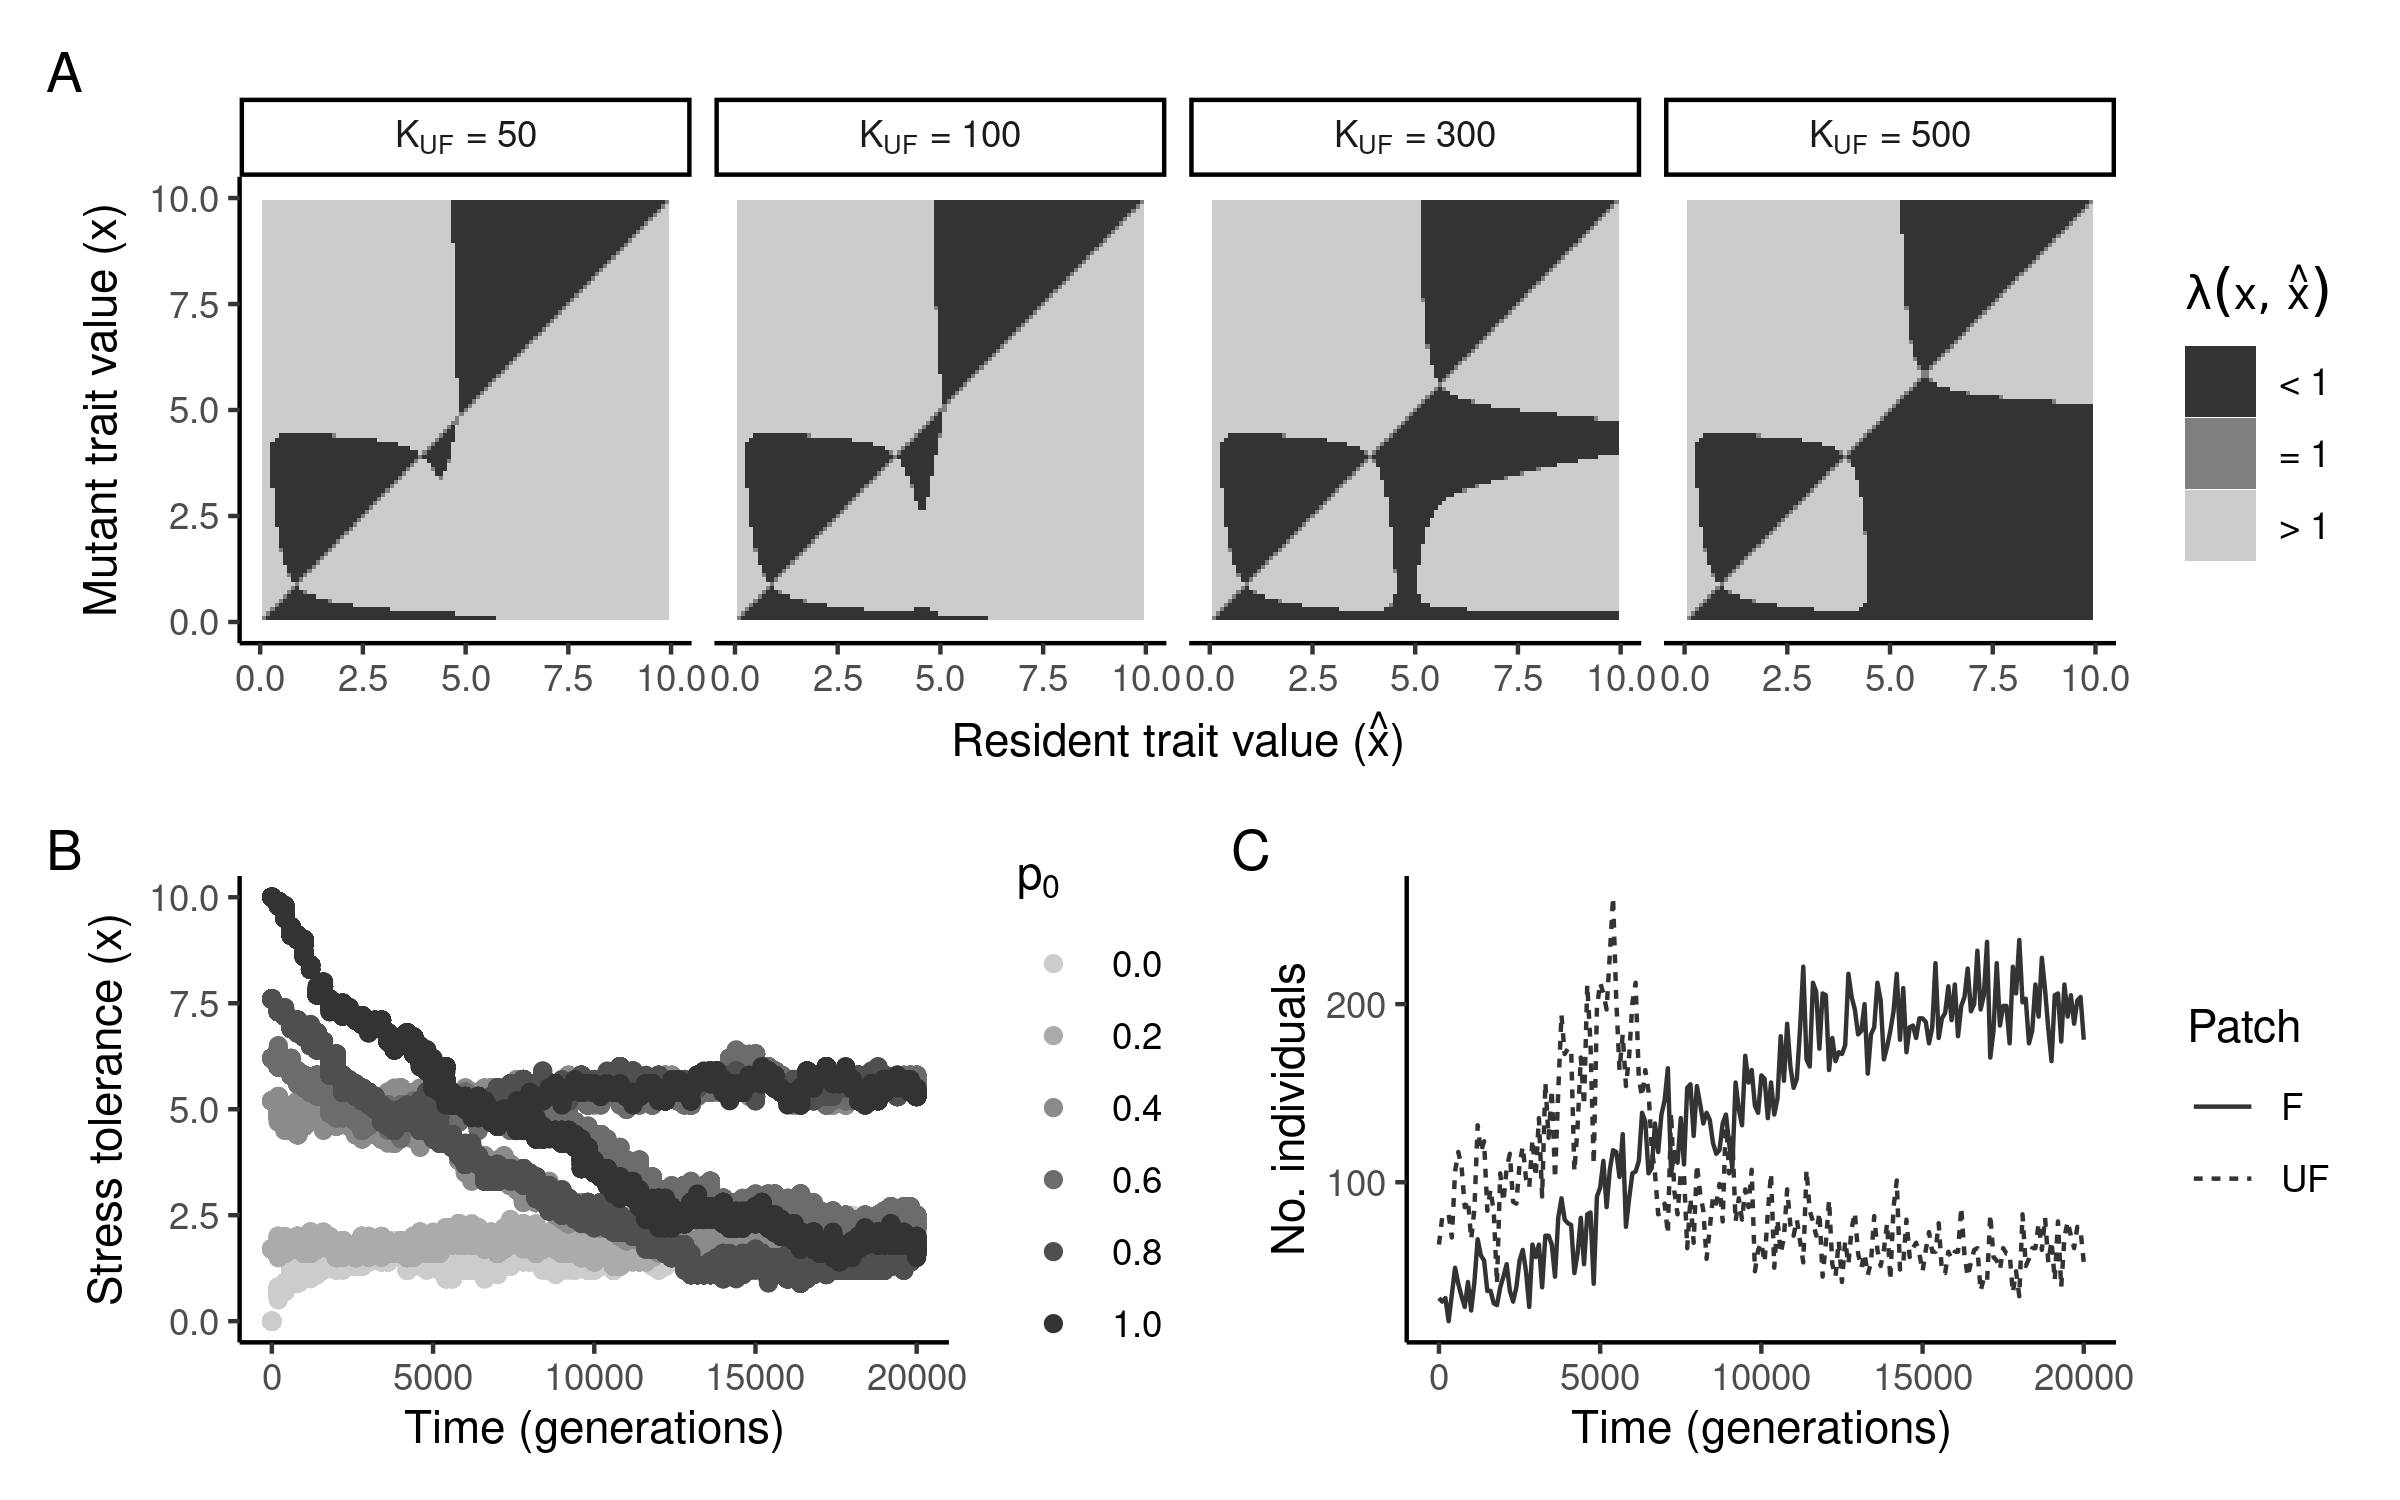 A
K_UF = 50 K_UF = 100 K_UF = 300 K_UF = 500
Mutant trait value (x)
10.0
7.5
5.0
2.5
0.0
0.0 2.5 5.0 7.5 10.0 0.0 2.5 5.0 7.5 10.0 0.0 2.5 5.0 7.5 10.0 0.0 2.5 5.0 7.5 10.0
Resident trait value (x̂)
λ(x, x̂)
< 1
= 1
> 1
B
Stress tolerance (x)
10.0
7.5
5.0
2.5
0.0
0 5000 10000 15000 20000
Time (generations)
p₀
0.0
0.2
0.4
0.6
0.8
1.0
C
No. individuals
200
100
0 5000 10000 15000 20000
Time (generations)
Patch
F
UF